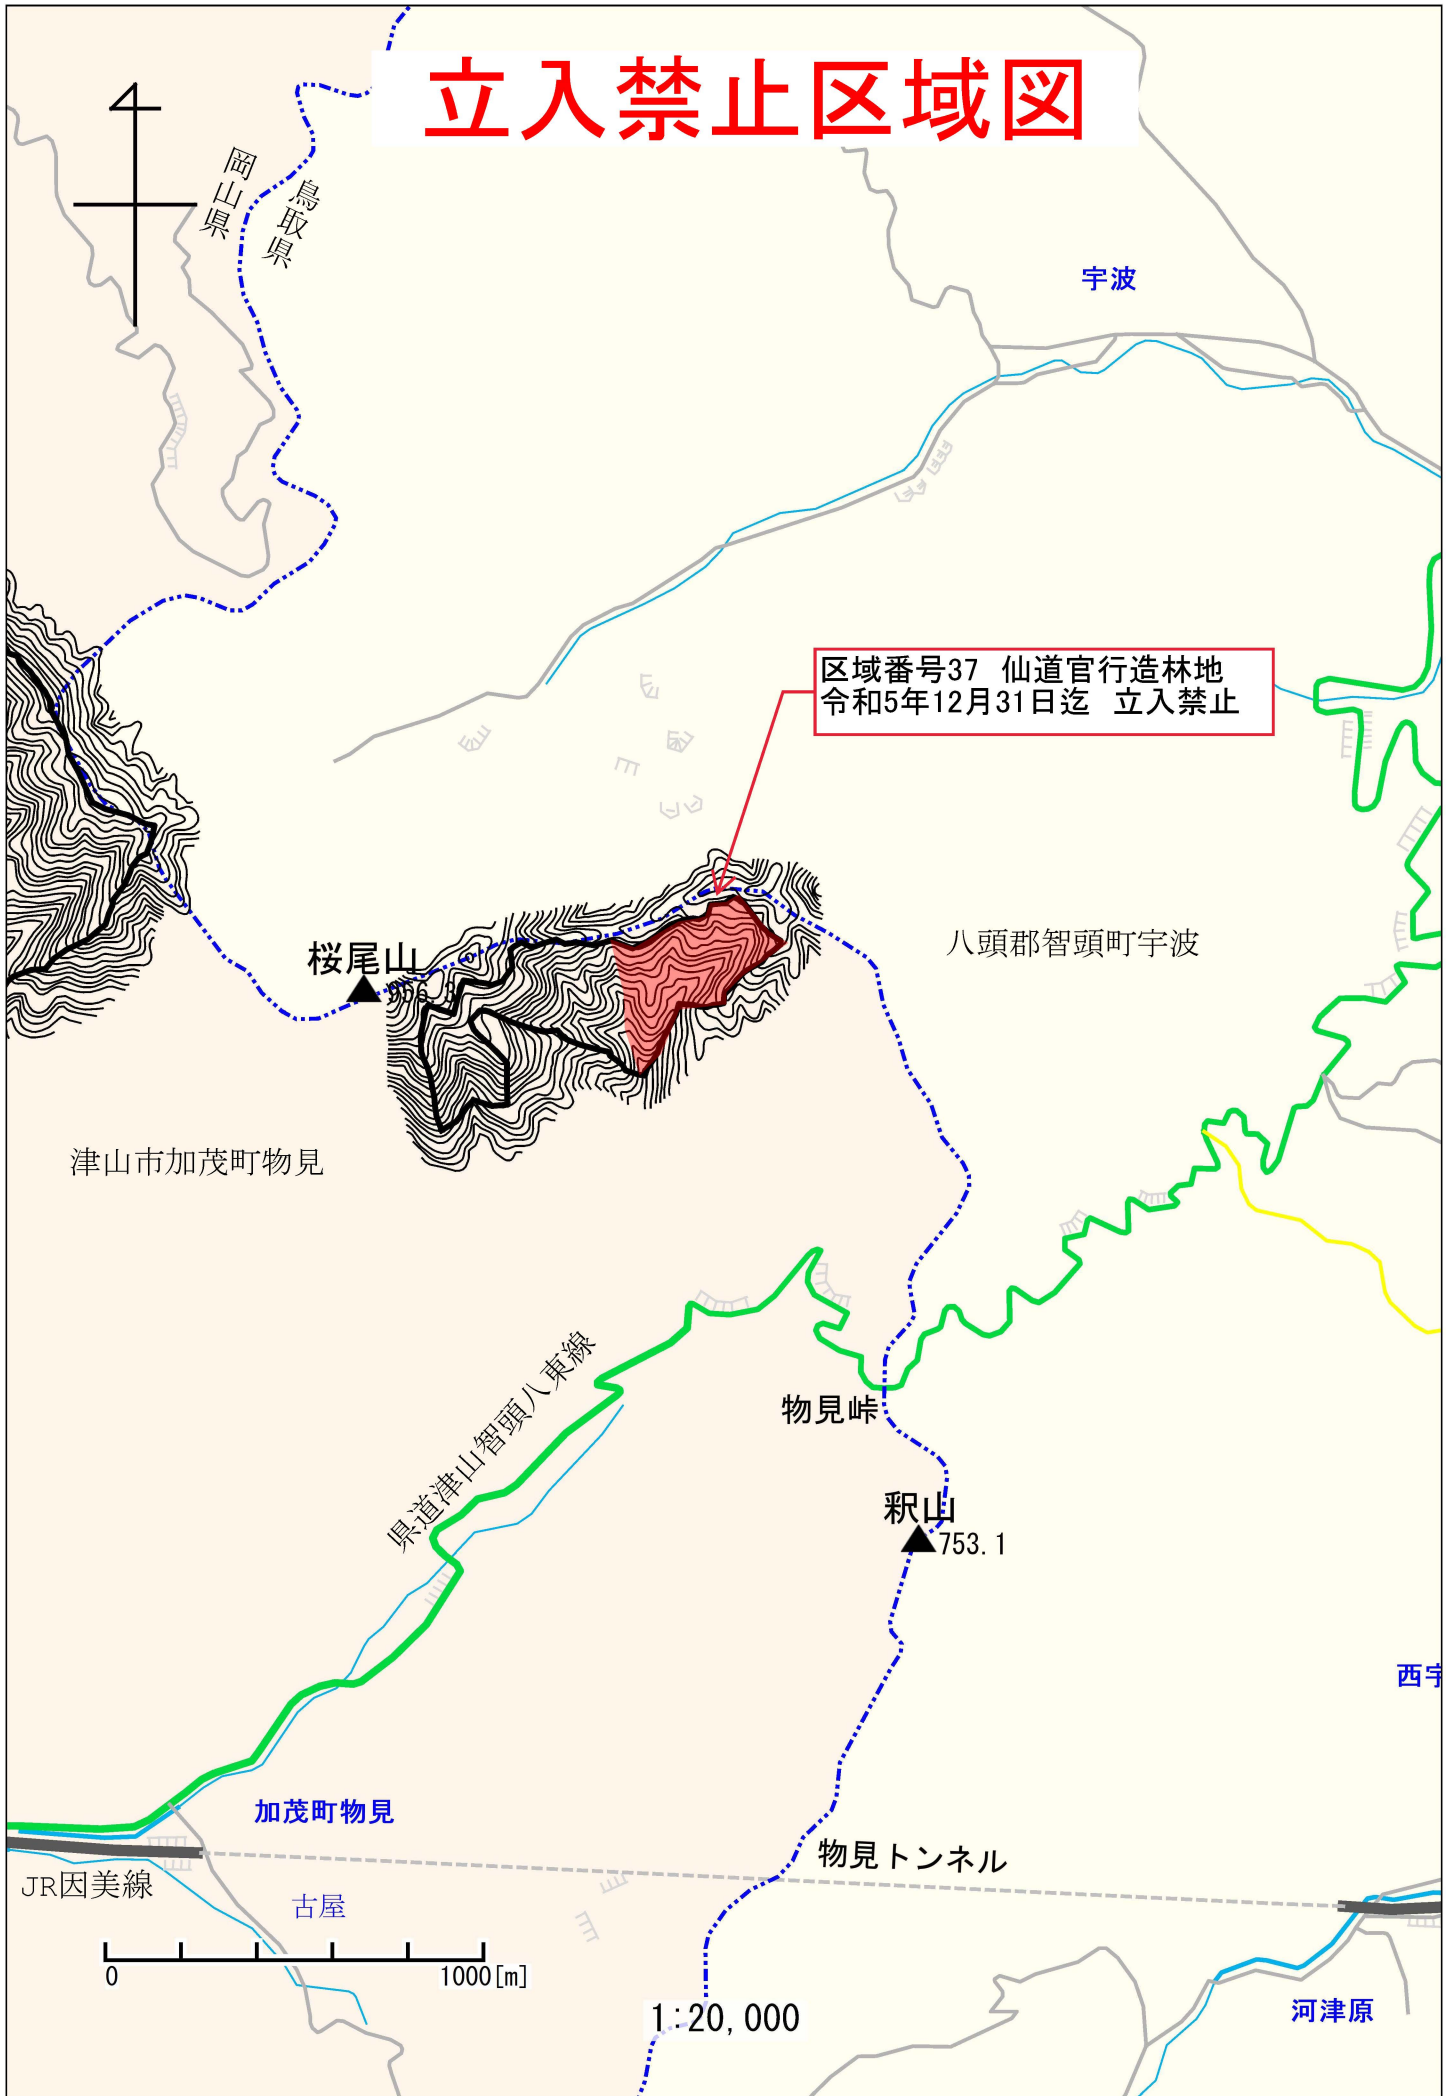 立入禁止区域図
岡山県
鳥取県
宇波
区域番号37 仙道官行造林地
令和5年12月31日迄 立入禁止
八頭郡智頭町宇波
桜尾山
956.3
津山市加茂町物見
県道津山智頭八東線
物見峠
釈山
753.1
加茂町物見
物見トンネル
JR因美線
古屋
0
1000[m]
1:20,000
河津原